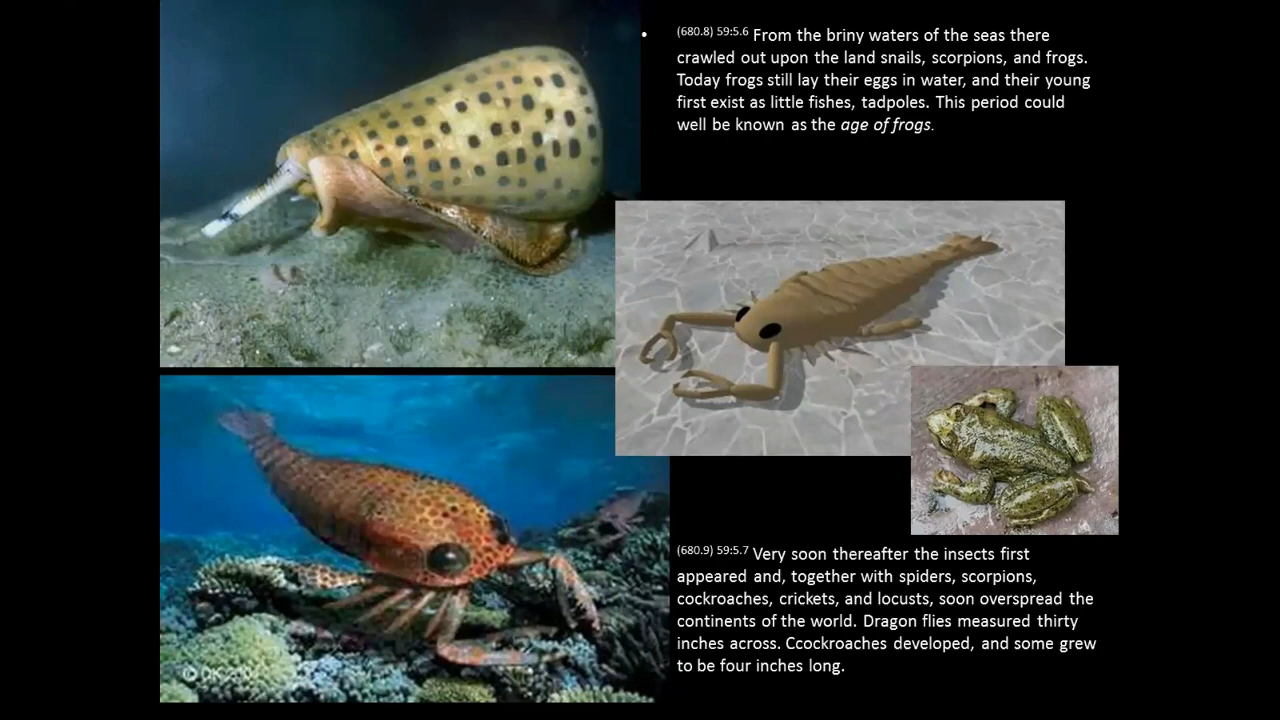 • (680.8) 59:5.6 From the briny waters of the seas there
crawled out upon the land snails, scorpions, and frogs.
Today frogs still lay their eggs in water, and their young
first exist as little fishes, tadpoles. This period could
well be known as the age of frogs.
(680.9) 59:5.7 Very soon thereafter the insects first
appeared and, together with spiders, scorpions,
cockroaches, crickets, and locusts, soon overspread the
continents of the world. Dragon flies measured thirty
inches across. Ccockroaches developed, and some grew
to be four inches long.
© DK